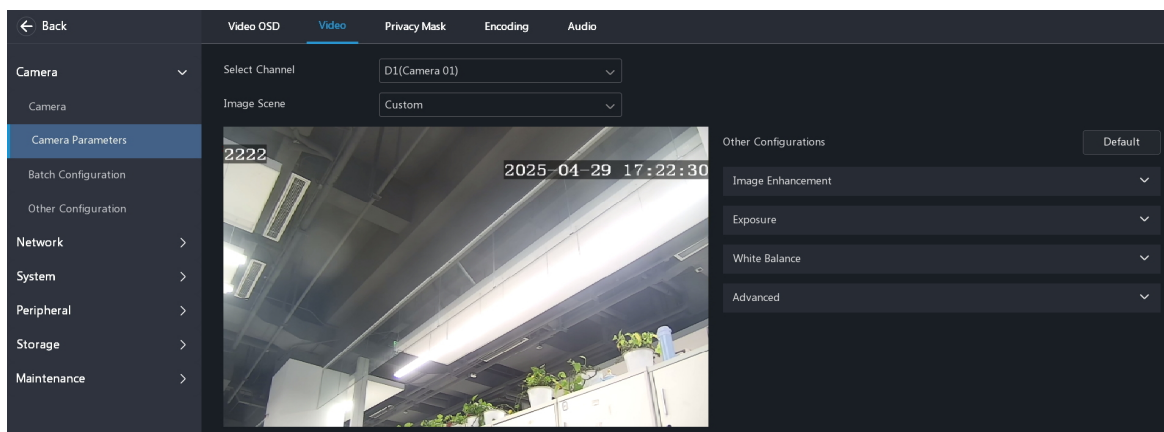 Back
Video OSD
Video
Privacy Mask
Encoding
Audio
Camera
Camera
Camera Parameters
Batch Configuration
Other Configuration
Network
System
Peripheral
Storage
Maintenance
Select Channel
D1(Camera 01)
Image Scene
Custom
2222
2025-04-29 17:22:30
Other Configurations
Default
Image Enhancement
Exposure
White Balance
Advanced